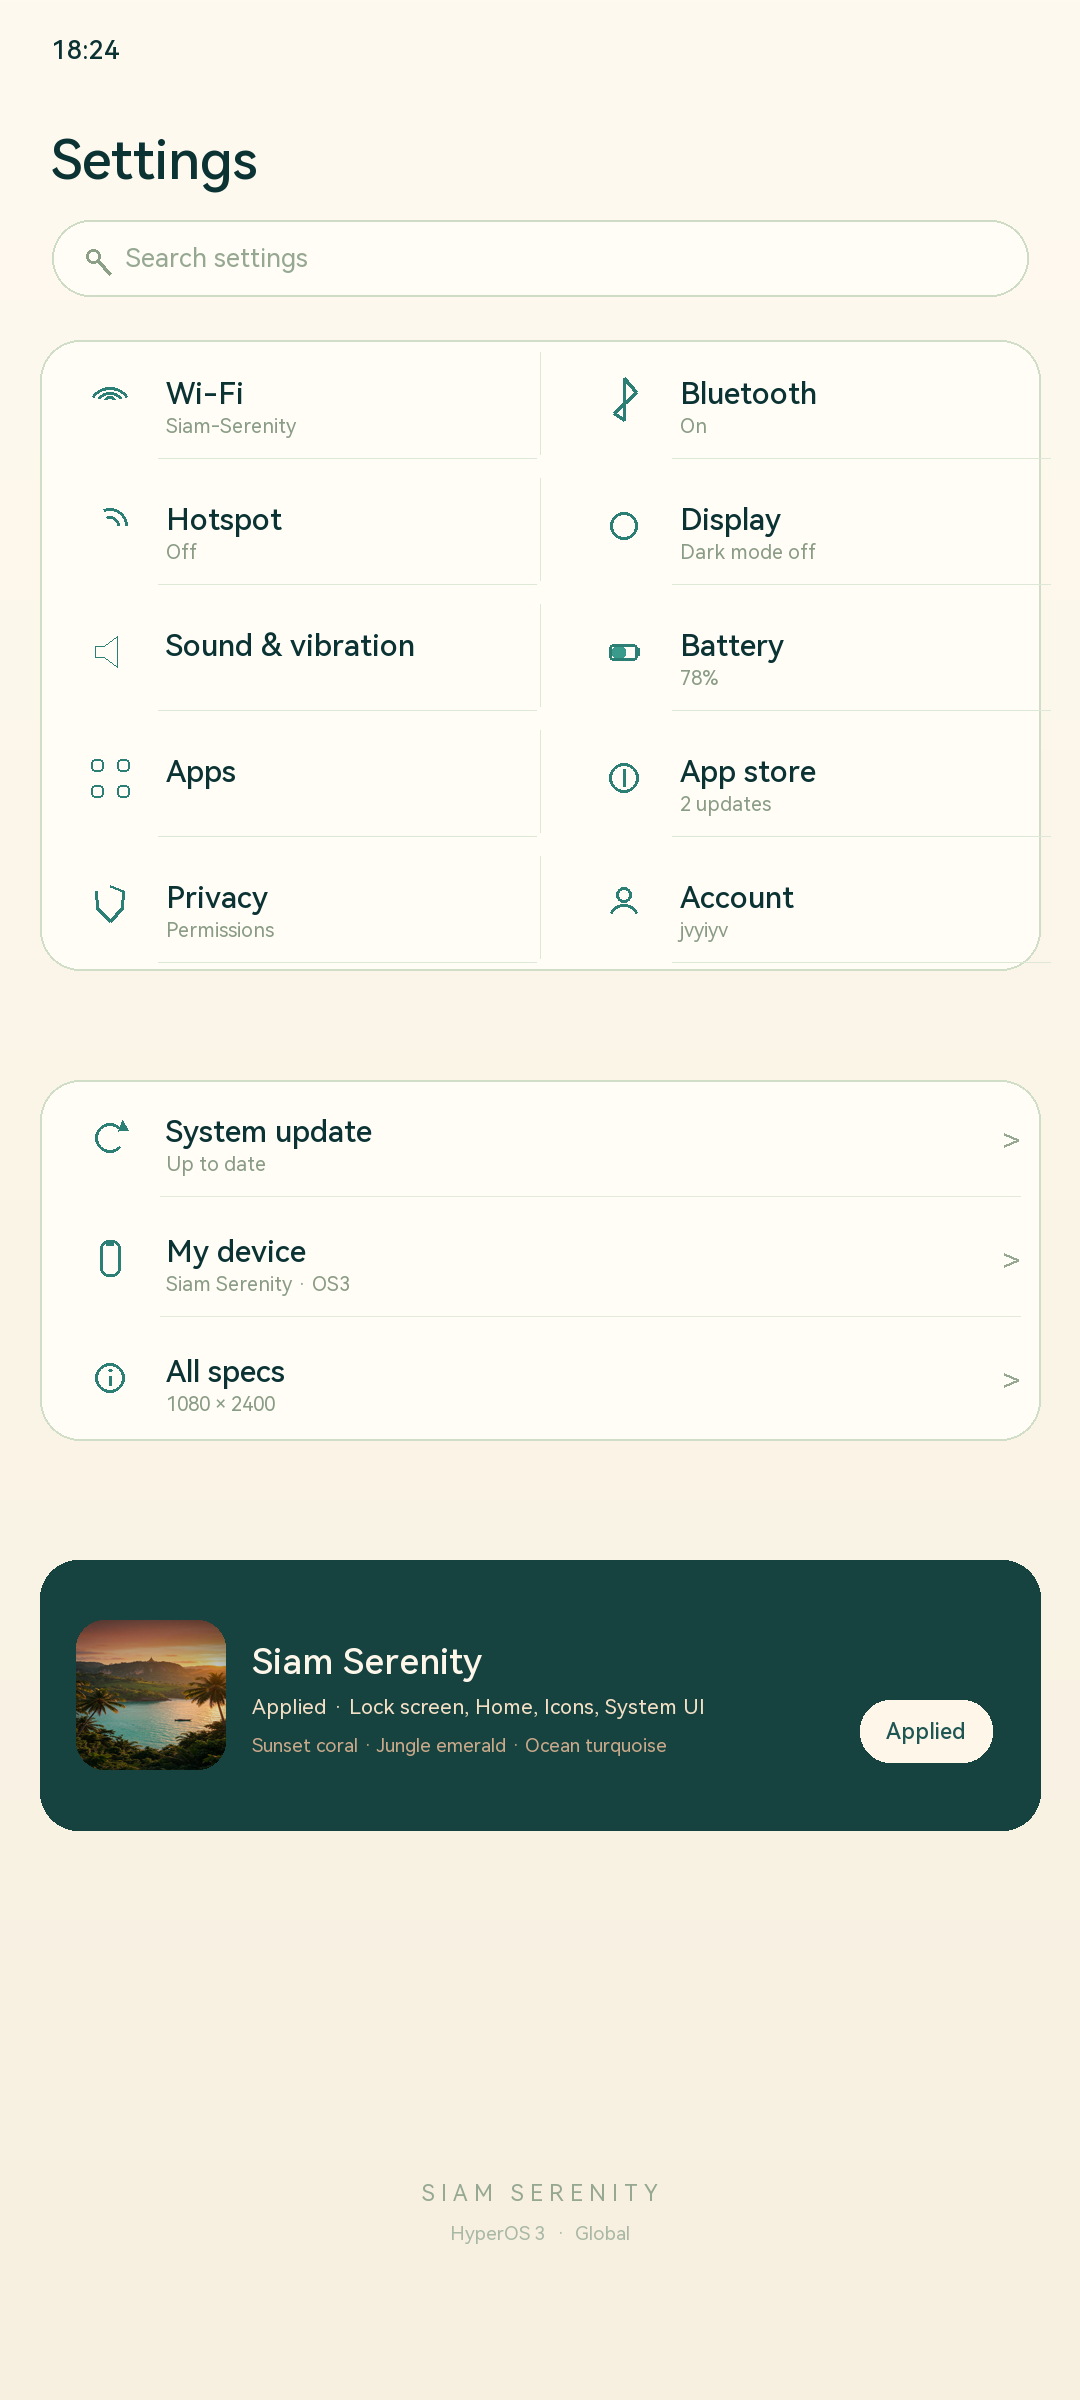 18:24
Settings
Search settings
Wi-Fi
Siam-Serenity
Bluetooth
On
Hotspot
Off
Display
Dark mode off
Sound & vibration
Battery
78%
Apps
App store
2 updates
Privacy
Permissions
Account
jvyiyv
System update
Up to date
>
My device
Siam Serenity · OS3
>
All specs
1080 × 2400
>
Siam Serenity
Applied · Lock screen, Home, Icons, System UI
Sunset coral · Jungle emerald · Ocean turquoise
Applied
SIAM SERENITY
HyperOS 3 · Global